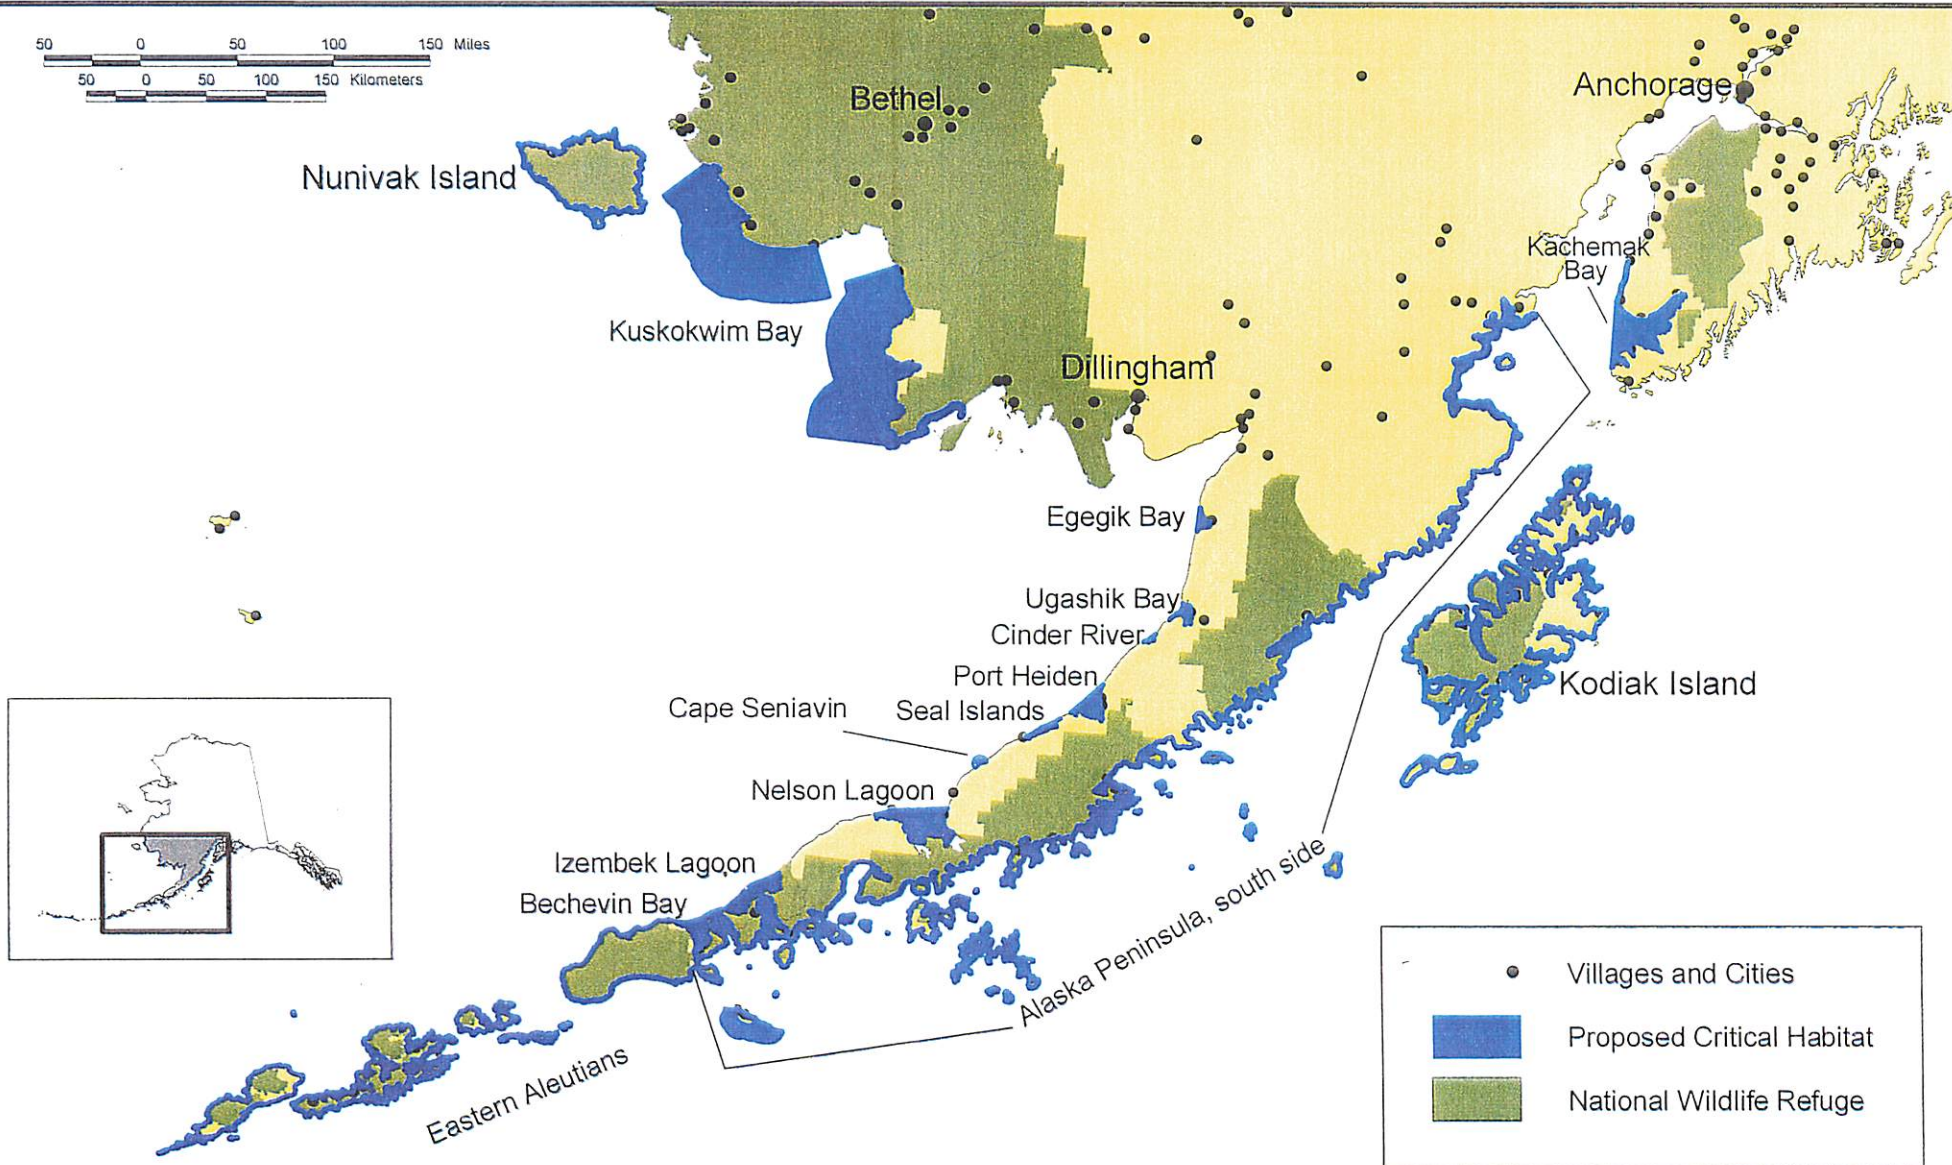 50 0 50 100 150 Miles
50 0 50 100 150 Kilometers
Anchorage
Bethel
Nunivak Island
Kachemak
Bay
Kuskokwim Bay
Dillingham
Egegik Bay
Ugashik Bay
Cinder River
Port Heiden
Kodiak Island
Cape Seniavin
Seal Islands
Nelson Lagoon
Izembek Lagoon
Bechevin Bay
Alaska Peninsula, south side
Eastern Aleutians
Villages and Cities
Proposed Critical Habitat
National Wildlife Refuge